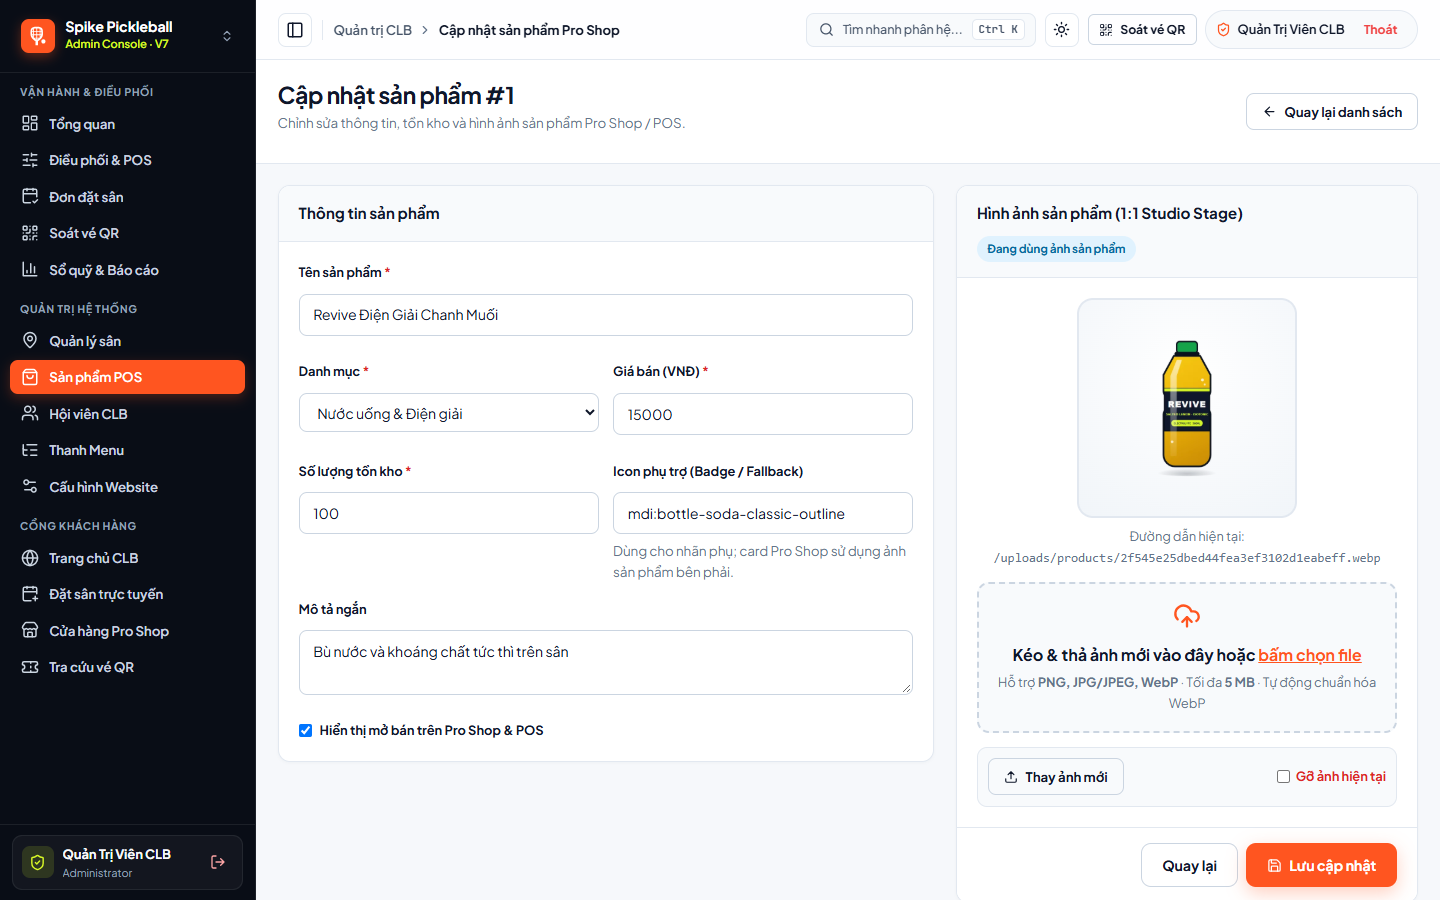 Spike Pickleball
Admin Console · V7
VẬN HÀNH & ĐIỀU PHỐI
Tổng quan
Điều phối & POS
Đơn đặt sân
Soát vé QR
Sổ quỹ & Báo cáo
QUẢN TRỊ HỆ THỐNG
Quản lý sân
Sản phẩm POS
Hội viên CLB
Thanh Menu
Cấu hình Website
CỔNG KHÁCH HÀNG
Trang chủ CLB
Đặt sân trực tuyến
Cửa hàng Pro Shop
Tra cứu vé QR
Quản Trị Viên CLB
Administrator
Quản trị CLB
Cập nhật sản phẩm Pro Shop
Tìm nhanh phân hệ...
Ctrl K
Soát vé QR
Quản Trị Viên CLB
Thoát
Cập nhật sản phẩm #1
Chỉnh sửa thông tin, tồn kho và hình ảnh sản phẩm Pro Shop / POS.
Quay lại danh sách
Thông tin sản phẩm
Tên sản phẩm *
Revive Điện Giải Chanh Muối
Danh mục *
Giá bán (VNĐ) *
Nước uống & Điện giải
15000
Số lượng tồn kho *
Icon phụ trợ (Badge / Fallback)
100
mdi:bottle-soda-classic-outline
Dùng cho nhãn phụ; card Pro Shop sử dụng ảnh
sản phẩm bên phải.
Mô tả ngắn
Bù nước và khoáng chất tức thì trên sân
Hiển thị mở bán trên Pro Shop & POS
Hình ảnh sản phẩm (1:1 Studio Stage)
Đang dùng ảnh sản phẩm
REVIVE
Đường dẫn hiện tại:
/uploads/products/2f545e25dbed44fea3ef3102d1eabeff.webp
Kéo & thả ảnh mới vào đây hoặc bấm chọn file
Hỗ trợ PNG, JPG/JPEG, WebP · Tối đa 5 MB · Tự động chuẩn hóa
WebP
Thay ảnh mới
Gỡ ảnh hiện tại
Quay lại
Lưu cập nhật